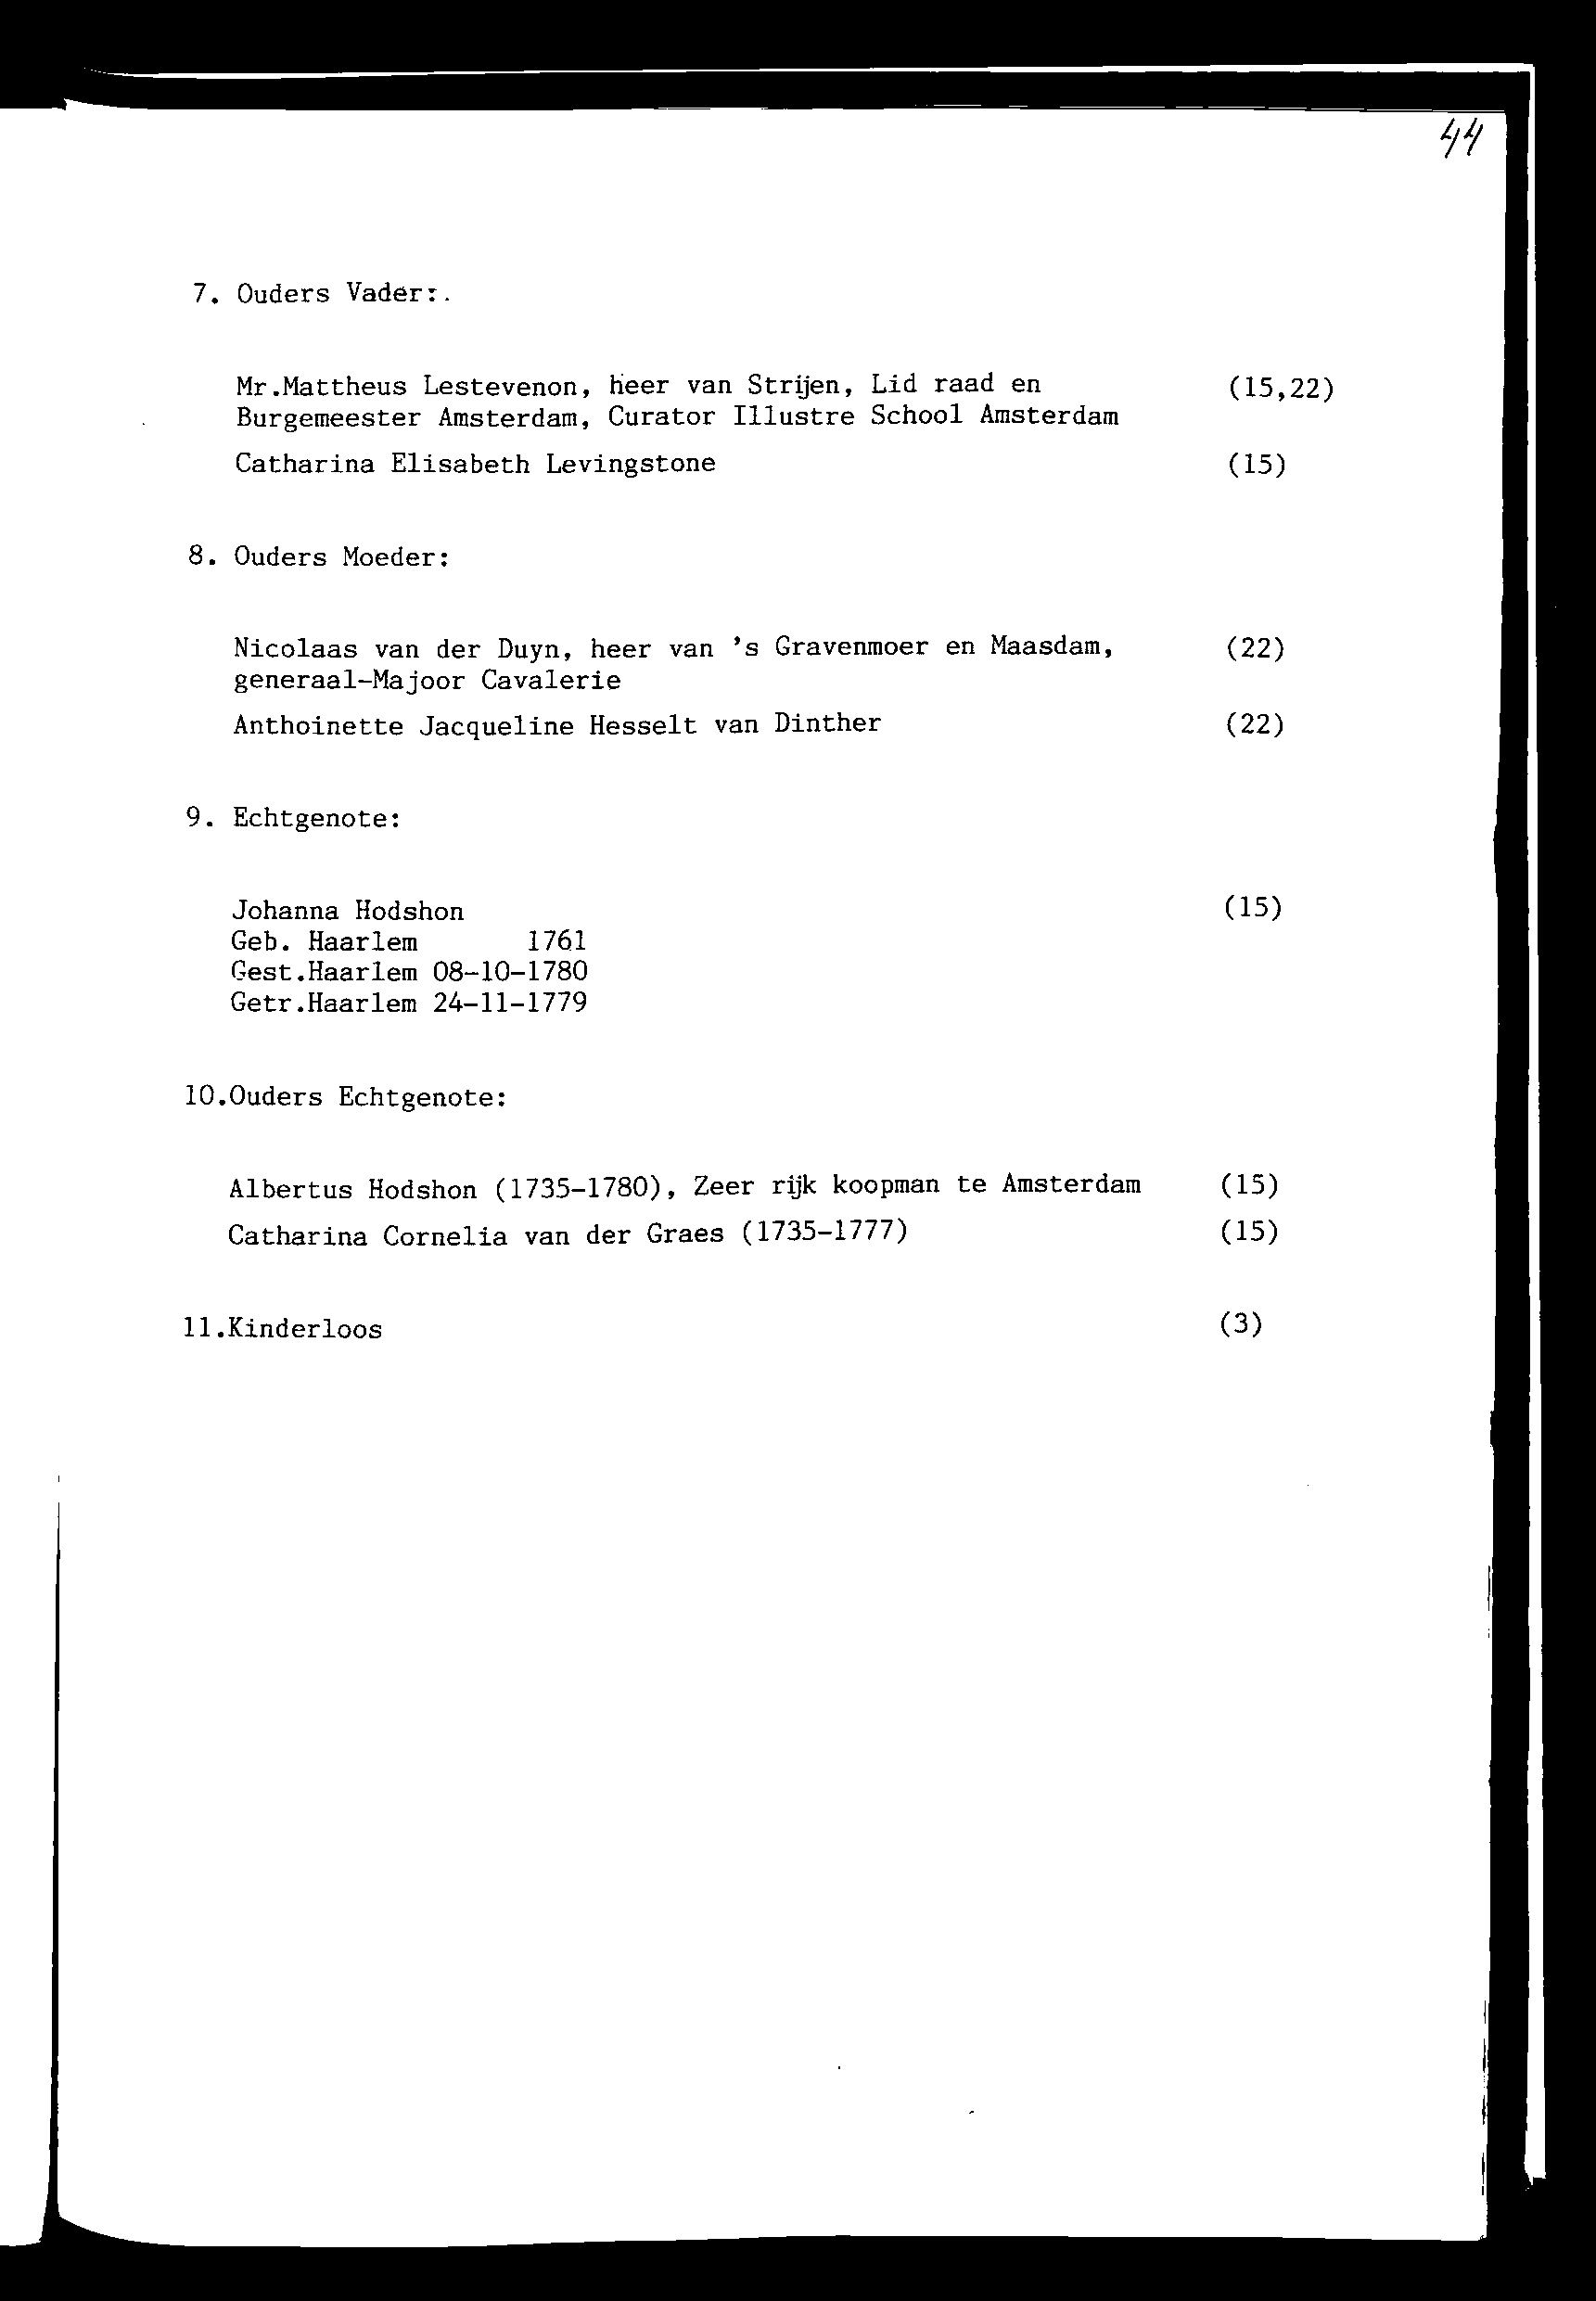 44
7. Ouders Vader:.
Mr.Mattheus Lestevenon, heer van Strijen, Lid raad en (15,22)
Burgemeester Amsterdam, Curator Illustre School Amsterdam
Catharina Elisabeth Levingstone (15)
8. Ouders Moeder:
Nicolaas van der Duyn, heer van 's Gravenmoer en Maasdam, (22)
generaal-Majoor Cavalerie
Anthoinette Jacqueline Hesselt van Dinther (22)
9. Echtgenote:
Johanna Hodshon (15)
Geb. Haarlem 1761
Gest.Haarlem 08-10-1780
Getr.Haarlem 24-11-1779
10.Ouders Echtgenote:
Albertus Hodshon (1735-1780), Zeer rijk koopman te Amsterdam (15)
Catharina Cornelia van der Graes (1735-1777) (15)
11.Kinderloos (3)